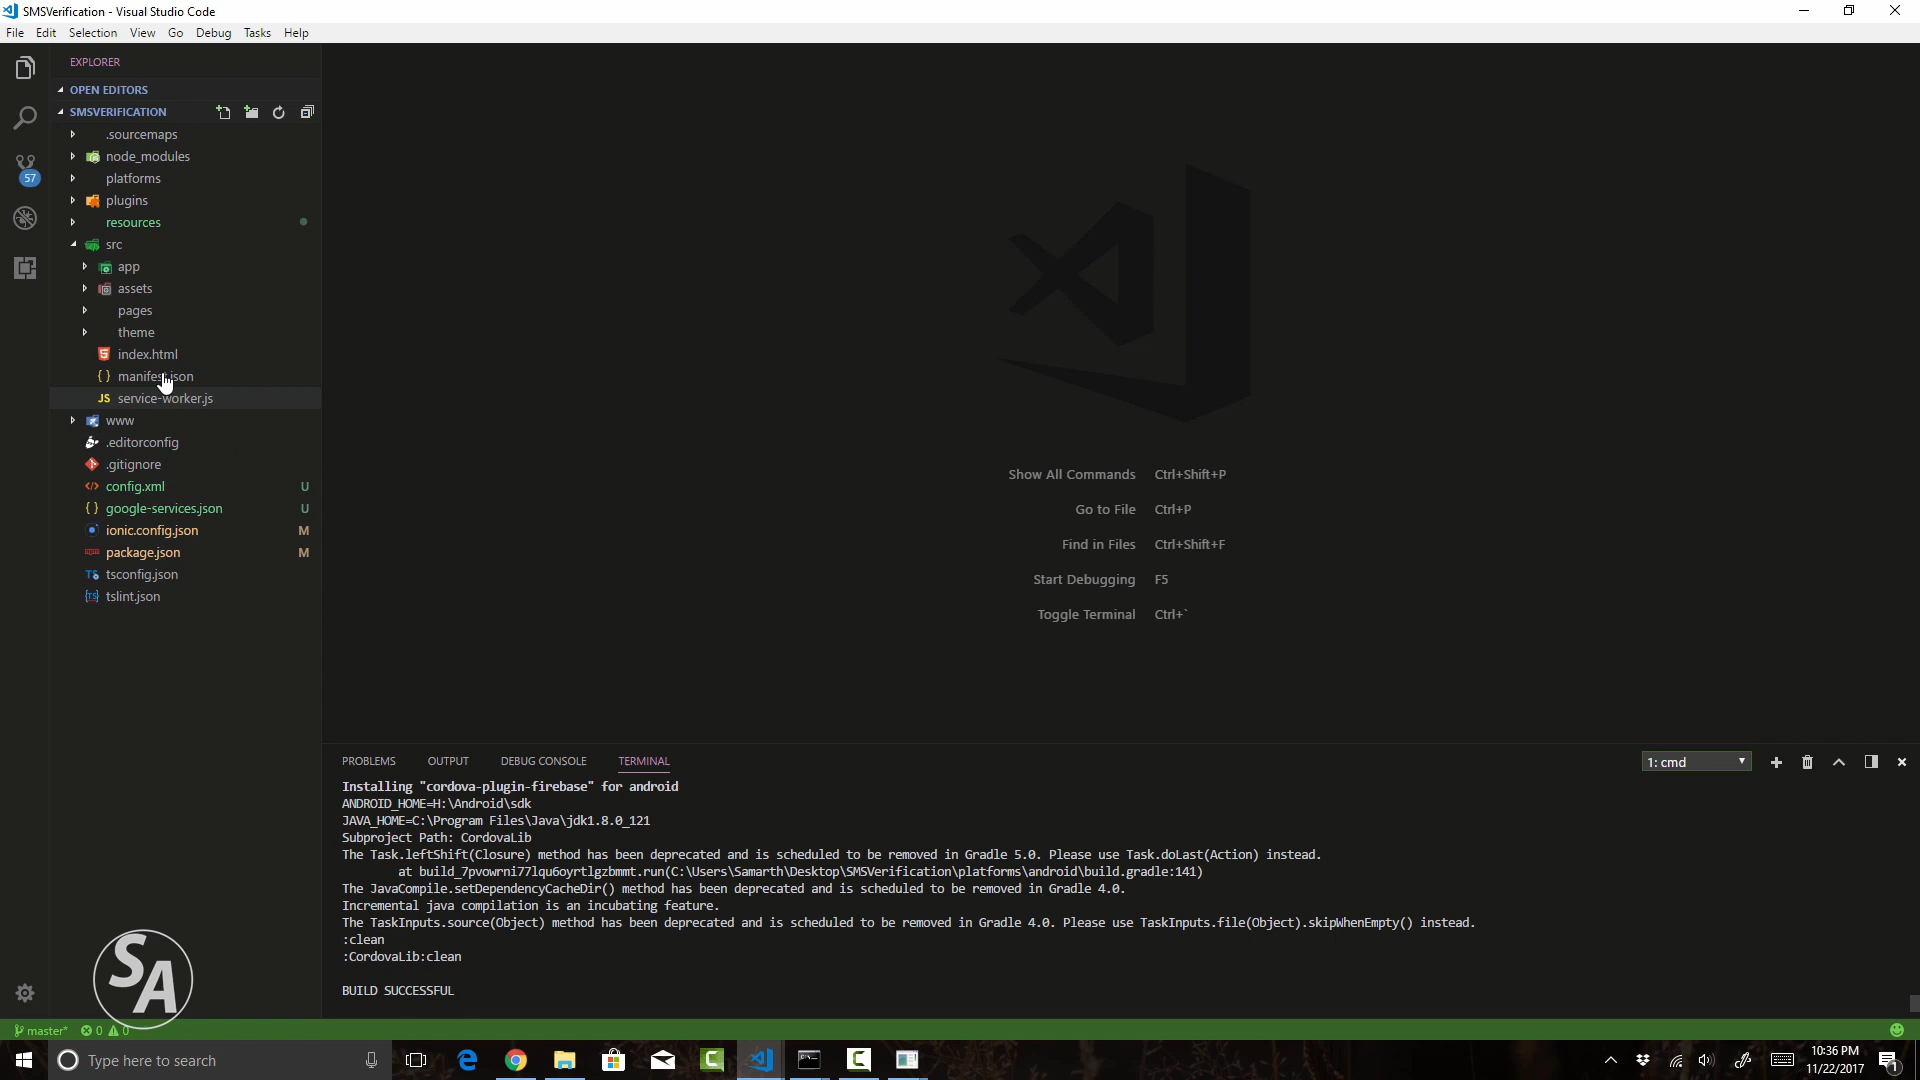 SMSVerification - Visual Studio Code
File Edit Selection View Go Debug Tasks Help
EXPLORER
OPEN EDITORS
SMSVERIFICATION
.sourcemaps
node_modules
platforms
plugins
resources
src
app
assets
pages
theme
index.html
{ } manifest.json
JS service-worker.js
www
.editorconfig
.gitignore
config.xml U
{ } google-services.json U
ionic.config.json M
package.json M
TS tsconfig.json
tslint.json
57
Show All Commands Ctrl+Shift+P
Go to File Ctrl+P
Find in Files Ctrl+Shift+F
Start Debugging F5
Toggle Terminal Ctrl+`
PROBLEMS OUTPUT DEBUG CONSOLE TERMINAL
1: cmd
Installing "cordova-plugin-firebase" for android
ANDROID_HOME=H:\Android\sdk
JAVA_HOME=C:\Program Files\Java\jdk1.8.0_121
Subproject Path: CordovaLib
The Task.leftShift(Closure) method has been deprecated and is scheduled to be removed in Gradle 5.0. Please use Task.doLast(Action) instead.
at build_7pvowrni77lqu6oyrtlgzbmmt.run(C:\Users\Samarth\Desktop\SMSVerification\platforms\android\build.gradle:141)
The JavaCompile.setDependencyCacheDir() method has been deprecated and is scheduled to be removed in Gradle 4.0.
Incremental java compilation is an incubating feature.
The TaskInputs.source(Object) method has been deprecated and is scheduled to be removed in Gradle 4.0. Please use TaskInputs.file(Object).skipWhenEmpty() instead.
:clean
:CordovaLib:clean
BUILD SUCCESSFUL
SA
master* 0 0
Type here to search
10:36 PM
11/22/2017
1